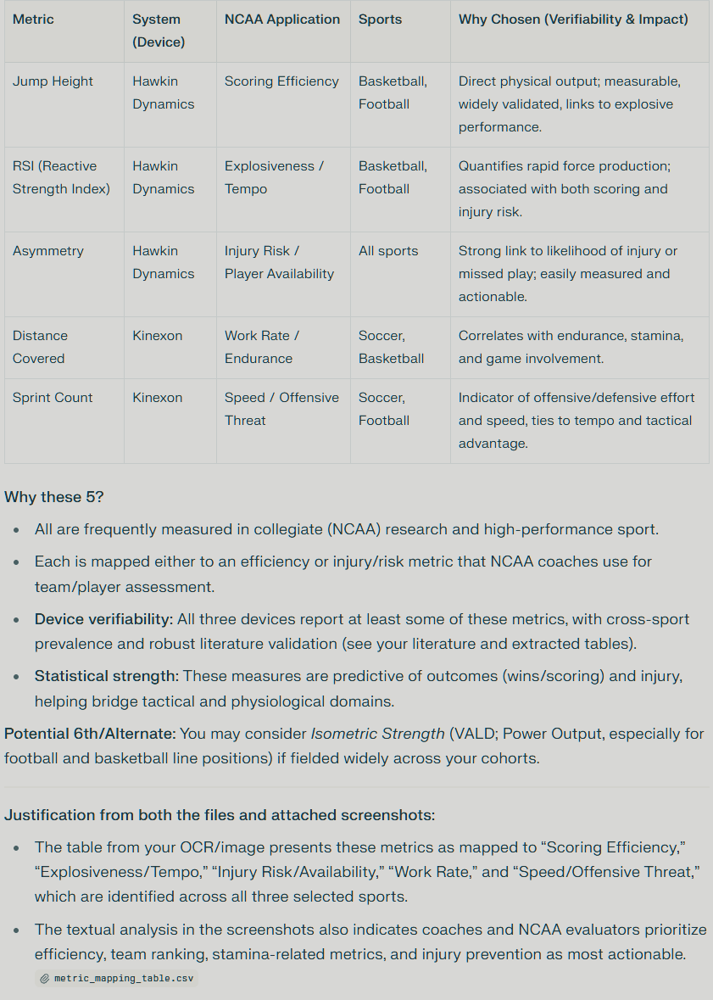 Metric System (Device) NCAA Application Sports Why Chosen (Verifiability & Impact)
Jump Height Hawkin Dynamics Scoring Efficiency Basketball, Football Direct physical output; measurable, widely validated, links to explosive performance.
RSI (Reactive Strength Index) Hawkin Dynamics Explosiveness / Tempo Basketball, Football Quantifies rapid force production; associated with both scoring and injury risk.
Asymmetry Hawkin Dynamics Injury Risk / Player Availability All sports Strong link to likelihood of injury or missed play; easily measured and actionable.
Distance Covered Kinexon Work Rate / Endurance Soccer, Basketball Correlates with endurance, stamina, and game involvement.
Sprint Count Kinexon Speed / Offensive Threat Soccer, Football Indicator of offensive/defensive effort and speed, ties to tempo and tactical advantage.
Why these 5?
• All are frequently measured in collegiate (NCAA) research and high-performance sport.
• Each is mapped either to an efficiency or injury/risk metric that NCAA coaches use for
team/player assessment.
• Device verifiability: All three devices report at least some of these metrics, with cross-sport
prevalence and robust literature validation (see your literature and extracted tables).
• Statistical strength: These measures are predictive of outcomes (wins/scoring) and injury,
helping bridge tactical and physiological domains.
Potential 6th/Alternate: You may consider Isometric Strength (VALD; Power Output, especially for
football and basketball line positions) if fielded widely across your cohorts.
Justification from both the files and attached screenshots:
• The table from your OCR/image presents these metrics as mapped to “Scoring Efficiency,”
“Explosiveness/Tempo,” “Injury Risk/Availability,” “Work Rate,” and “Speed/Offensive Threat,”
which are identified across all three selected sports.
• The textual analysis in the screenshots also indicates coaches and NCAA evaluators prioritize
efficiency, team ranking, stamina-related metrics, and injury prevention as most actionable.
metric_mapping_table.csv